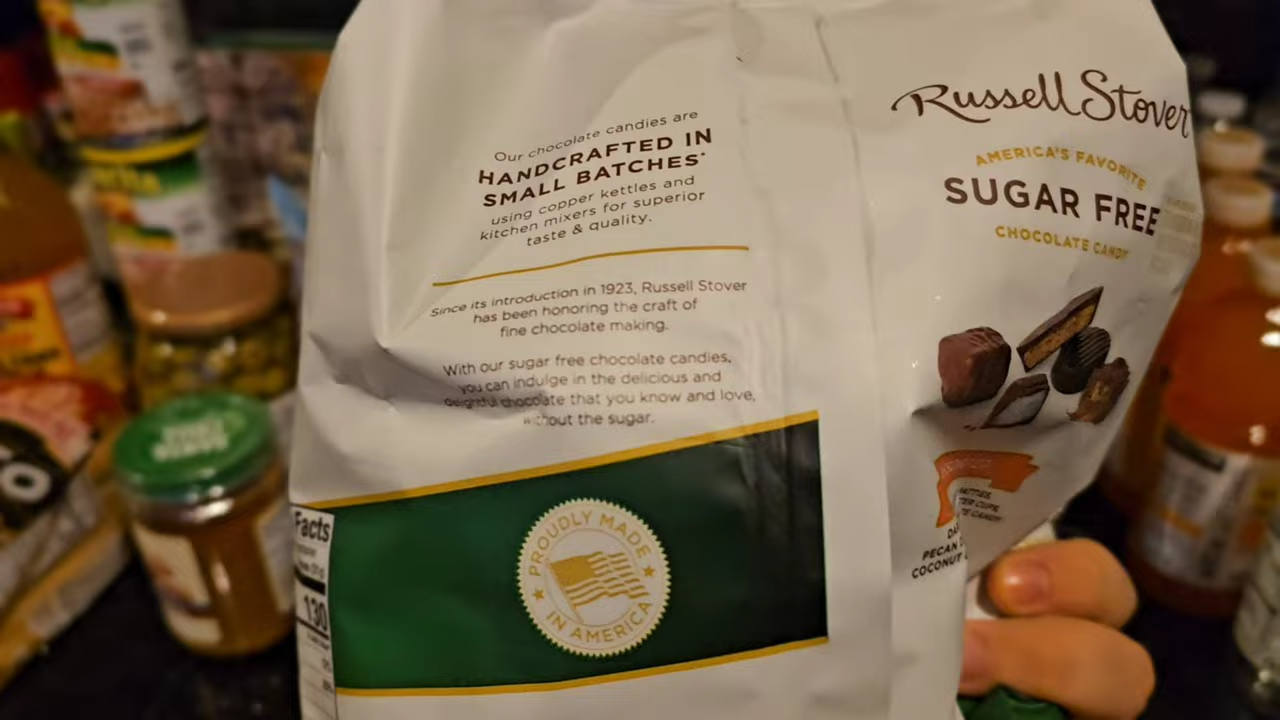 Our chocolate candies are
HANDCRAFTED IN
SMALL BATCHES*
using copper kettles and
kitchen mixers for superior
taste & quality.
Since its introduction in 1923, Russell Stover
has been honoring the craft of
fine chocolate making.
With our sugar free chocolate candies,
you can indulge in the delicious and
delightful chocolate that you know and love,
without the sugar.
PROUDLY MADE
IN AMERICA
Facts
130
Russell Stover
AMERICA'S FAVORITE
SUGAR FREE
CHOCOLATE CANDY
PECAN
COCONUT